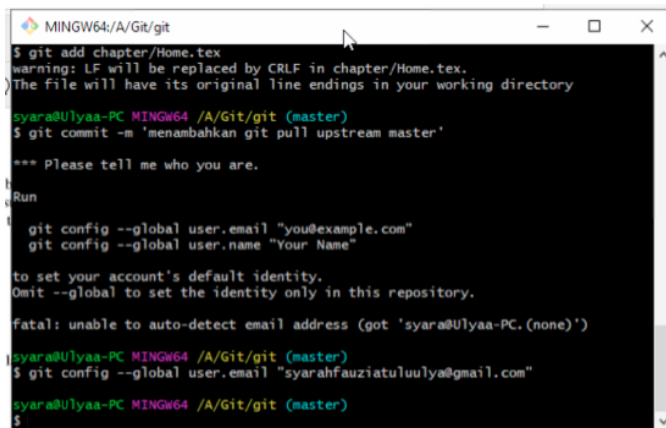 MINGW64:/A/Git/git
$ git add chapter/Home.tex
warning: LF will be replaced by CRLF in chapter/Home.tex.
The file will have its original line endings in your working directory
syara@Ulyaa-PC MINGW64 /A/Git/git (master)
$ git commit -m 'menambahkan git pull upstream master'
*** Please tell me who you are.
Run
git config --global user.email "you@example.com"
git config --global user.name "Your Name"
to set your account's default identity.
Omit --global to set the identity only in this repository.
fatal: unable to auto-detect email address (got 'syara@Ulyaa-PC.(none)')
syara@Ulyaa-PC MINGW64 /A/Git/git (master)
$ git config --global user.email "syarahfauziatuluulya@gmail.com"
syara@Ulyaa-PC MINGW64 /A/Git/git (master)
$